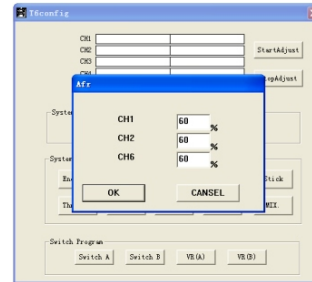 T6config
CH1
CH2
CH3
CH4
StartAdjust
Afr
CH1 60 %
CH2 60 %
CH6 60 %
OK CANSEL
Syste
System
Stick
MIX
Switch Program
Switch A Switch B VR(A) VR(B)